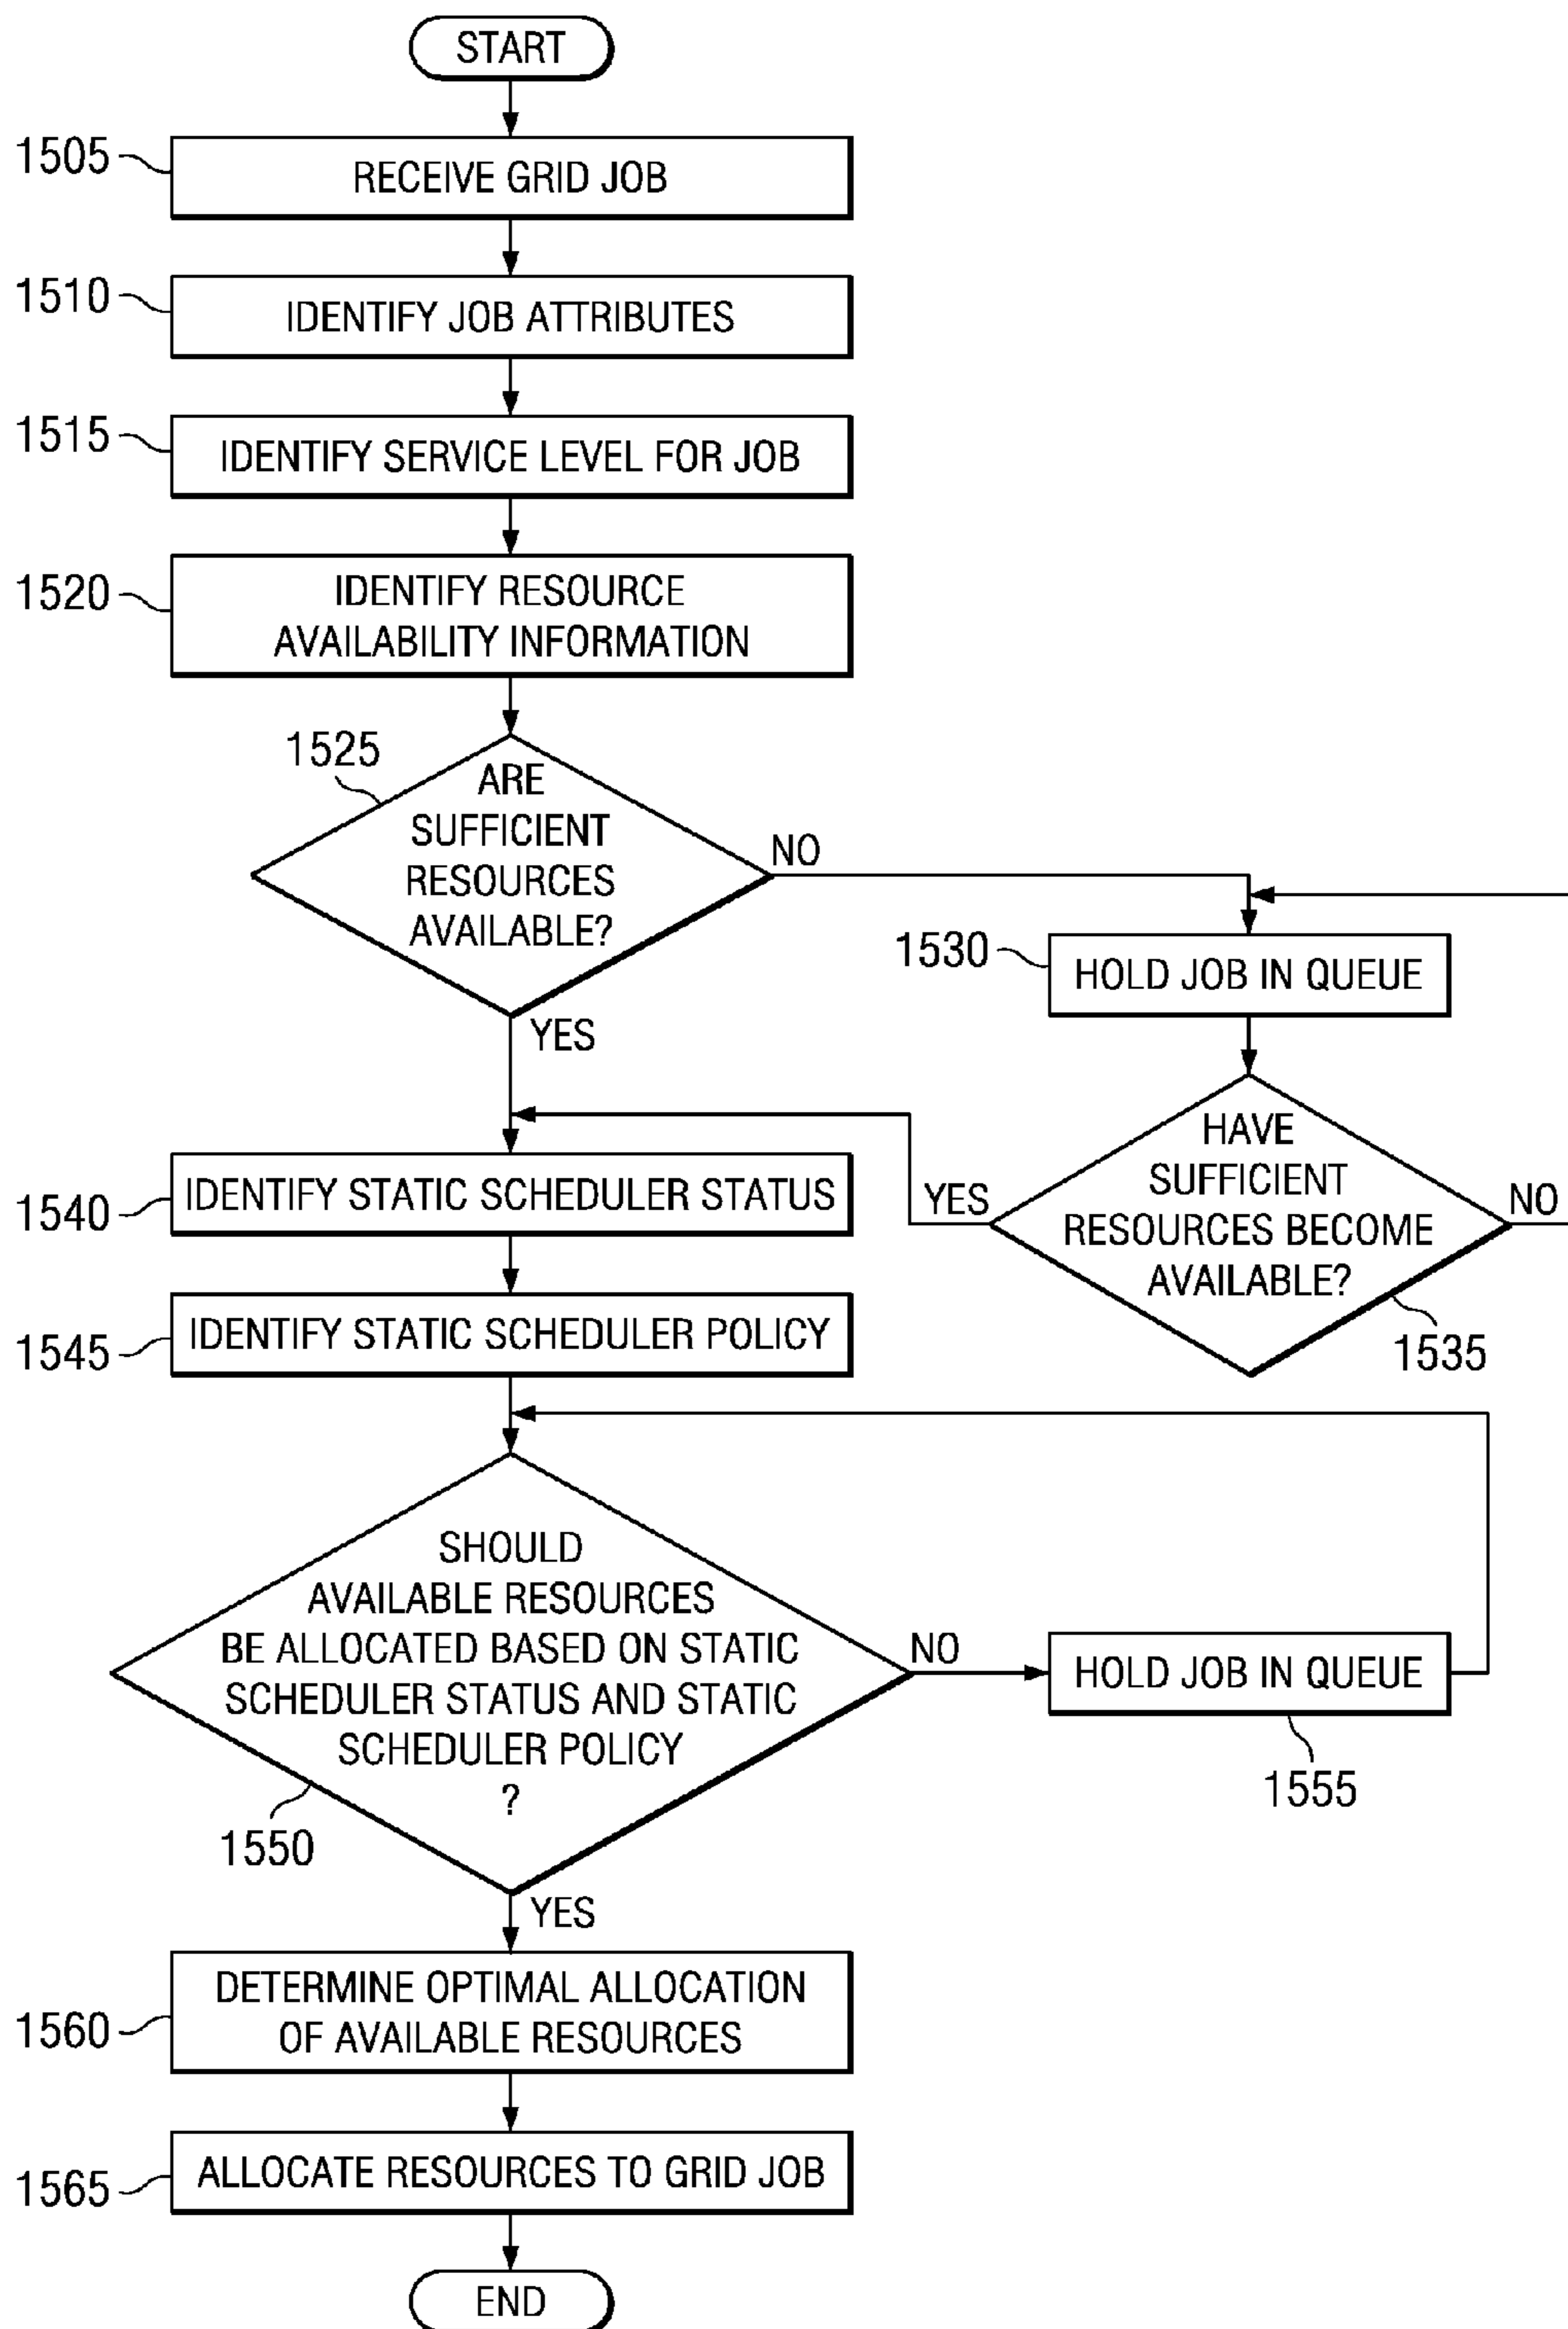 START
1505
RECEIVE GRID JOB
1510
IDENTIFY JOB ATTRIBUTES
1515
IDENTIFY SERVICE LEVEL FOR JOB
1520
IDENTIFY RESOURCE
AVAILABILITY INFORMATION
1525
ARE
SUFFICIENT
RESOURCES
AVAILABLE?
NO
YES
1530
HOLD JOB IN QUEUE
HAVE
SUFFICIENT
RESOURCES BECOME
AVAILABLE?
YES
NO
1535
1540
IDENTIFY STATIC SCHEDULER STATUS
1545
IDENTIFY STATIC SCHEDULER POLICY
SHOULD
AVAILABLE RESOURCES
BE ALLOCATED BASED ON STATIC
SCHEDULER STATUS AND STATIC
SCHEDULER POLICY
?
1550
NO
HOLD JOB IN QUEUE
1555
YES
1560
DETERMINE OPTIMAL ALLOCATION
OF AVAILABLE RESOURCES
1565
ALLOCATE RESOURCES TO GRID JOB
END